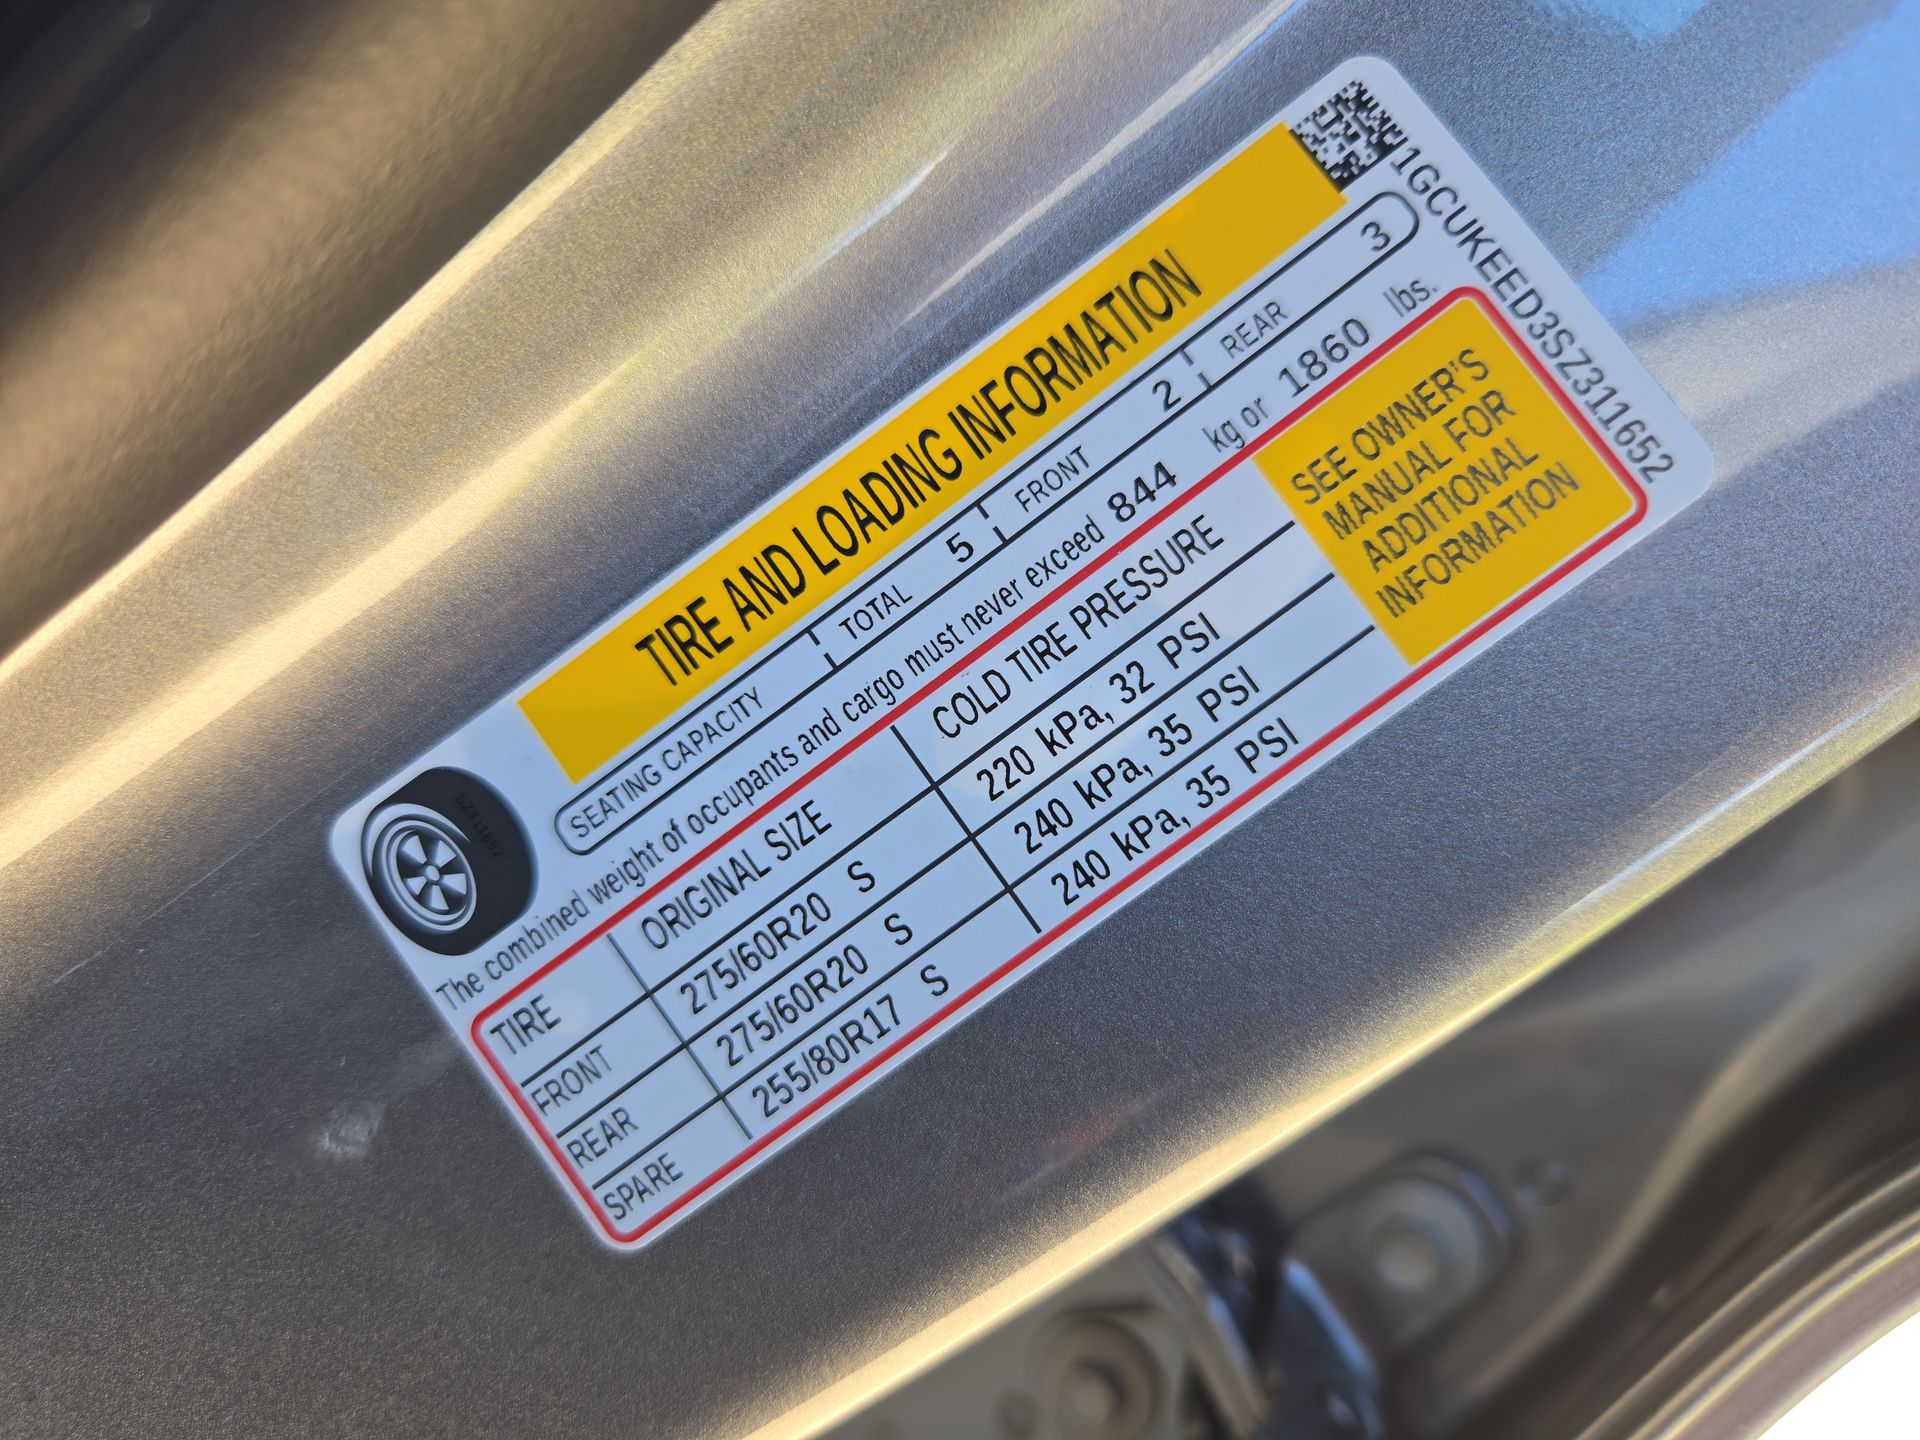 1GCUKEED3SZ311652
TIRE AND LOADING INFORMATION
SEATING CAPACITY TOTAL 5 FRONT 2 REAR 3
The combined weight of occupants and cargo must never exceed 844 kg or 1860 lbs.
TIRE ORIGINAL SIZE COLD TIRE PRESSURE
FRONT 275/60R20 S 220 kPa, 32 PSI
REAR 275/60R20 S 240 kPa, 35 PSI
SPARE 255/80R17 S 240 kPa, 35 PSI
SEE OWNER'S
MANUAL FOR
ADDITIONAL
INFORMATION
SZ311652